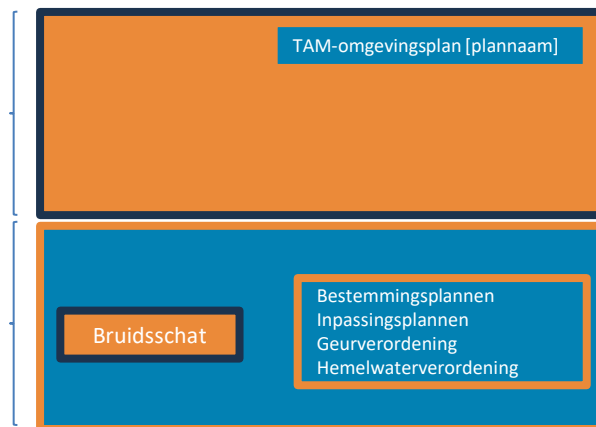 TAM-omgevingsplan [plannaam]
Bruidsschat
Bestemmingsplannen
Inpassingsplannen
Geurverordening
Hemelwaterverordening